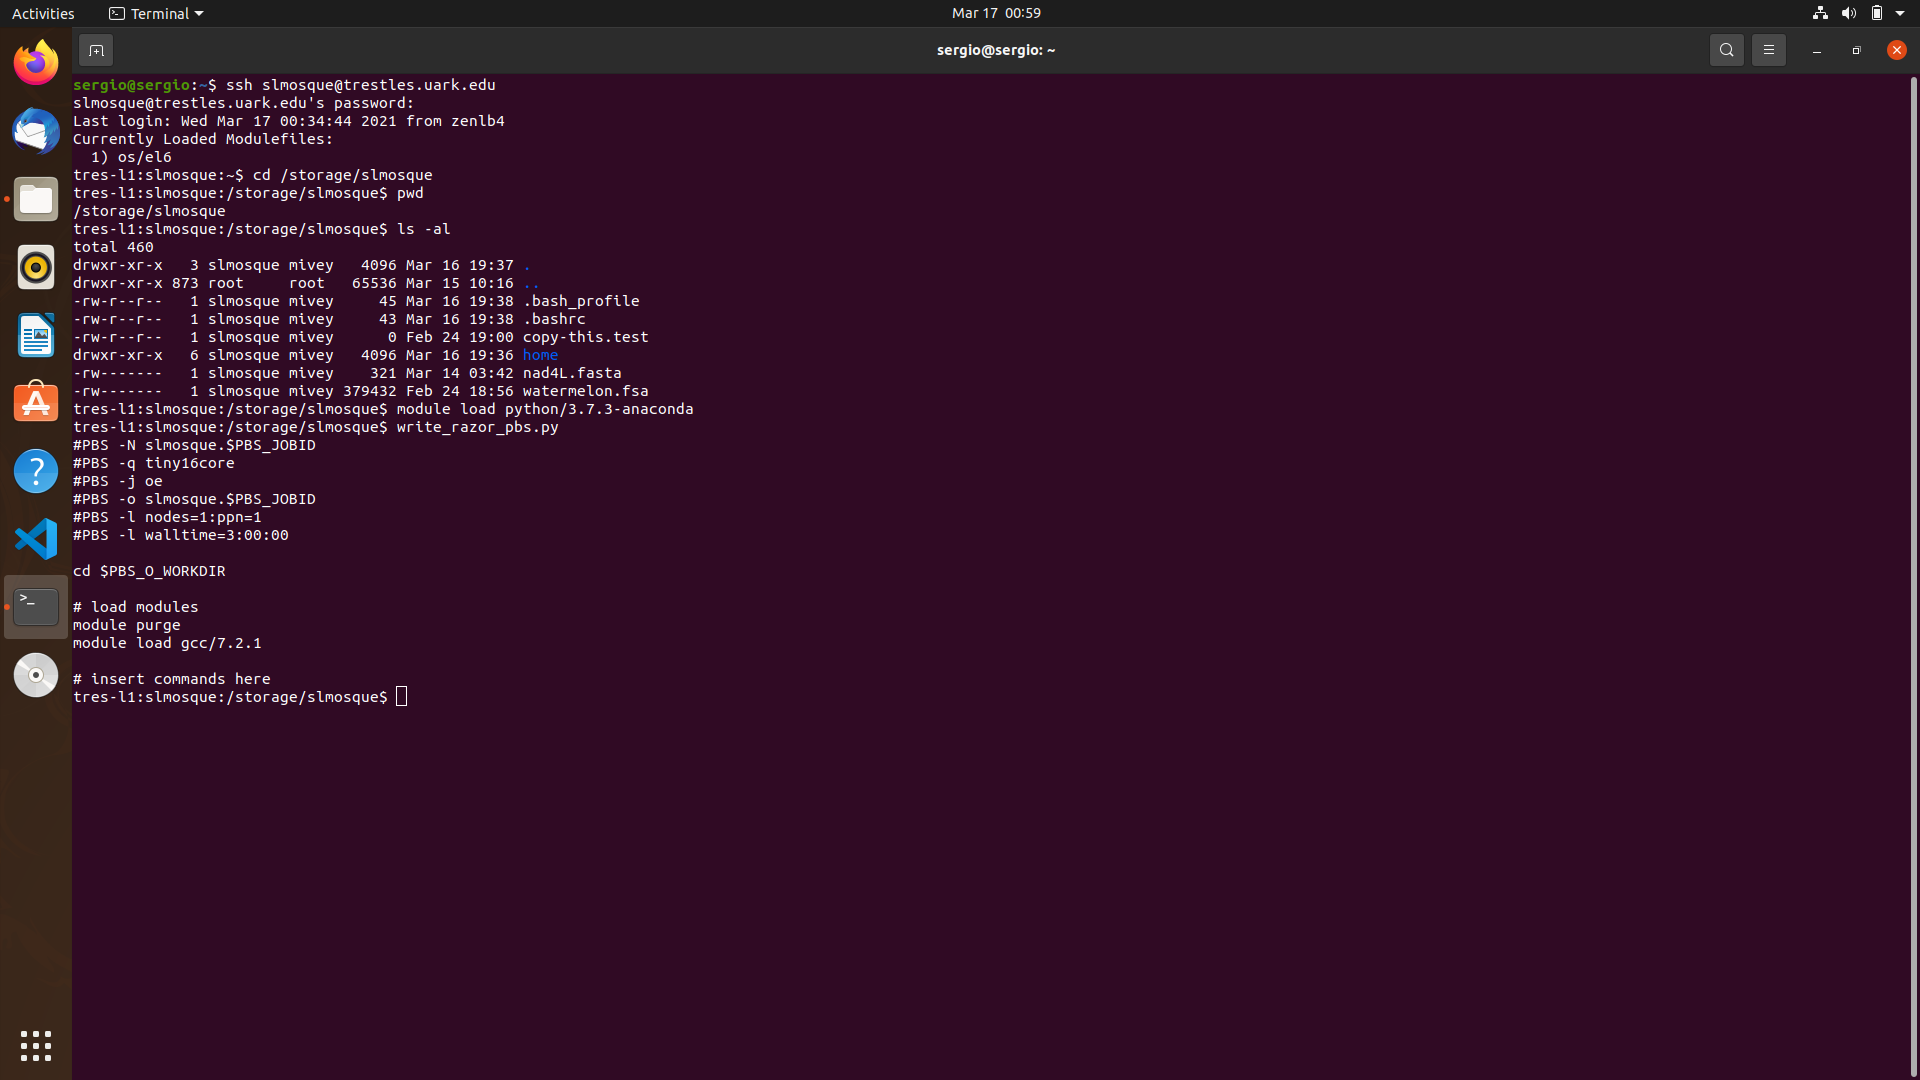 Activities
Terminal
Mar 17  00:59
sergio@sergio: ~
sergio@sergio:~$ ssh slmosque@trestles.uark.edu
slmosque@trestles.uark.edu's password:
Last login: Wed Mar 17 00:34:44 2021 from zenlb4
Currently Loaded Modulefiles:
  1) os/el6
tres-l1:slmosque:~$ cd /storage/slmosque
tres-l1:slmosque:/storage/slmosque$ pwd
/storage/slmosque
tres-l1:slmosque:/storage/slmosque$ ls -al
total 460
drwxr-xr-x   3 slmosque mivey   4096 Mar 16 19:37 .
drwxr-xr-x 873 root     root   65536 Mar 15 10:16 ..
-rw-r--r--   1 slmosque mivey     45 Mar 16 19:38 .bash_profile
-rw-r--r--   1 slmosque mivey     43 Mar 16 19:38 .bashrc
-rw-r--r--   1 slmosque mivey      0 Feb 24 19:00 copy-this.test
drwxr-xr-x   6 slmosque mivey   4096 Mar 16 19:36 home
-rw-------   1 slmosque mivey    321 Mar 14 03:42 nad4L.fasta
-rw-------   1 slmosque mivey 379432 Feb 24 18:56 watermelon.fsa
tres-l1:slmosque:/storage/slmosque$ module load python/3.7.3-anaconda
tres-l1:slmosque:/storage/slmosque$ write_razor_pbs.py
#PBS -N slmosque.$PBS_JOBID
#PBS -q tiny16core
#PBS -j oe
#PBS -o slmosque.$PBS_JOBID
#PBS -l nodes=1:ppn=1
#PBS -l walltime=3:00:00
cd $PBS_O_WORKDIR
# load modules
module purge
module load gcc/7.2.1
# insert commands here
tres-l1:slmosque:/storage/slmosque$